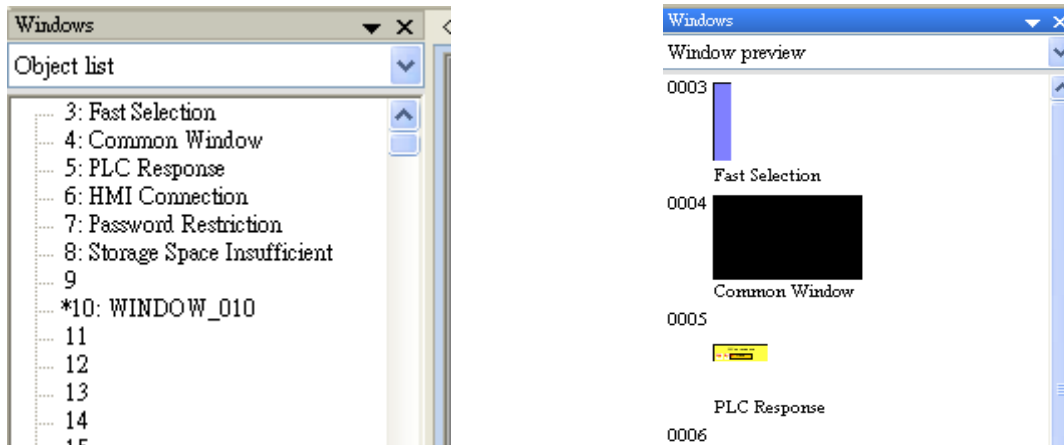 Windows
Object list
3: Fast Selection
4: Common Window
5: PLC Response
6: HMI Connection
7: Password Restriction
8: Storage Space Insufficient
9
*10: WINDOW_010
11
12
13
14
15
Windows
Window preview
0003
Fast Selection
0004
Common Window
0005
PLC Response
0006